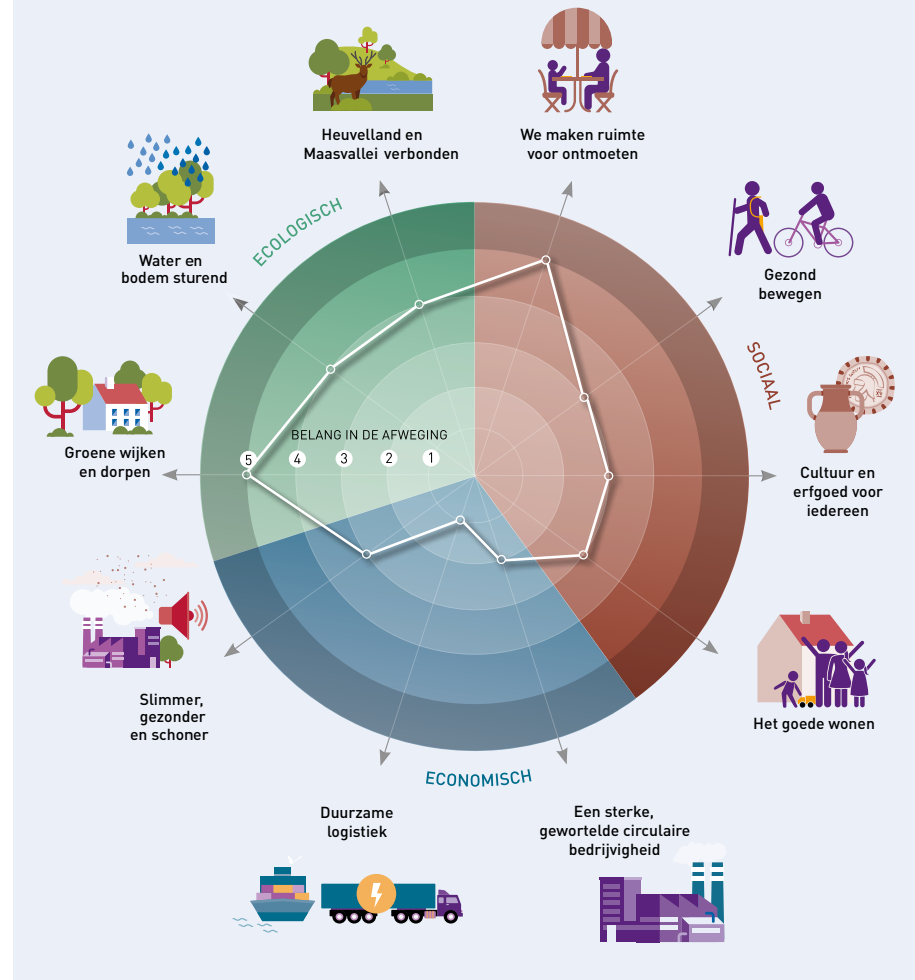 Heuvelland en
Maasvallei verbonden
We maken ruimte
voor ontmoeten
ECOLOGISCH
Water en
bodem sturend
Gezond
bewegen
SOCIAAL
Groene wijken
en dorpen
BELANG IN DE AFWEGING
5 4 3 2 1
Cultuur en
erfgoed voor
iedereen
Slimmer,
gezonder
en schoner
Het goede wonen
ECONOMISCH
Duurzame
logistiek
Een sterke,
gewortelde circulaire
bedrijvigheid